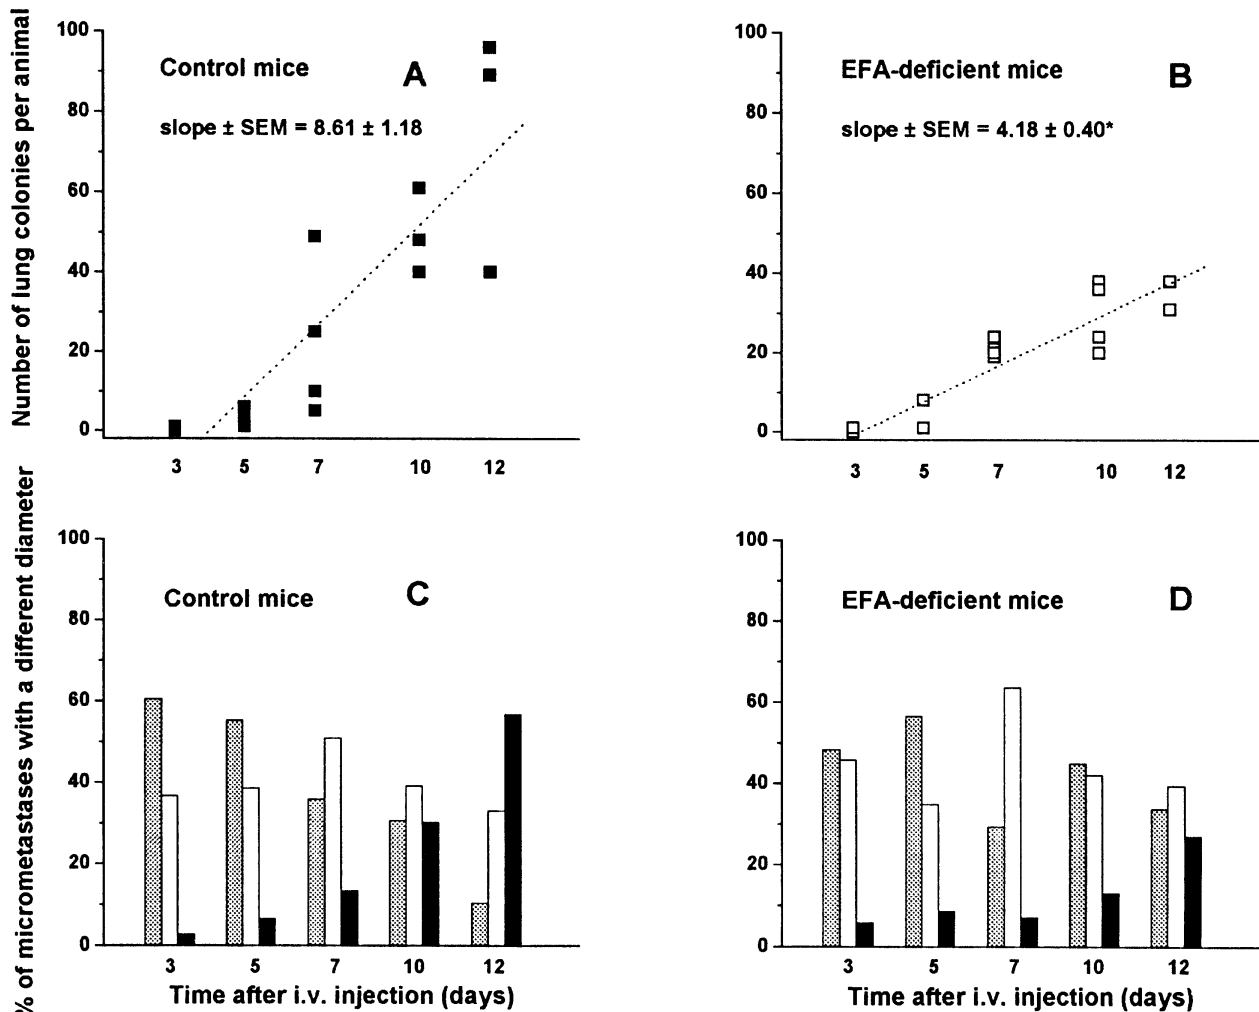 Number of lung colonies per animal
100
80
60
40
20
0
Control mice
A
slope ± SEM = 8.61 ± 1.18
3 5 7 10 12
100
80
60
40
20
0
EFA-deficient mice
B
slope ± SEM = 4.18 ± 0.40*
3 5 7 10 12
% of micrometastases with a different diameter
100
80
60
40
20
0
Control mice
C
3 5 7 10 12
Time after i.v. injection (days)
100
80
60
40
20
0
EFA-deficient mice
D
3 5 7 10 12
Time after i.v. injection (days)